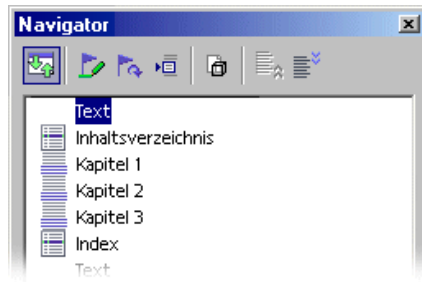 Navigator
Text
Inhaltsverzeichnis
Kapitel 1
Kapitel 2
Kapitel 3
Index
Text